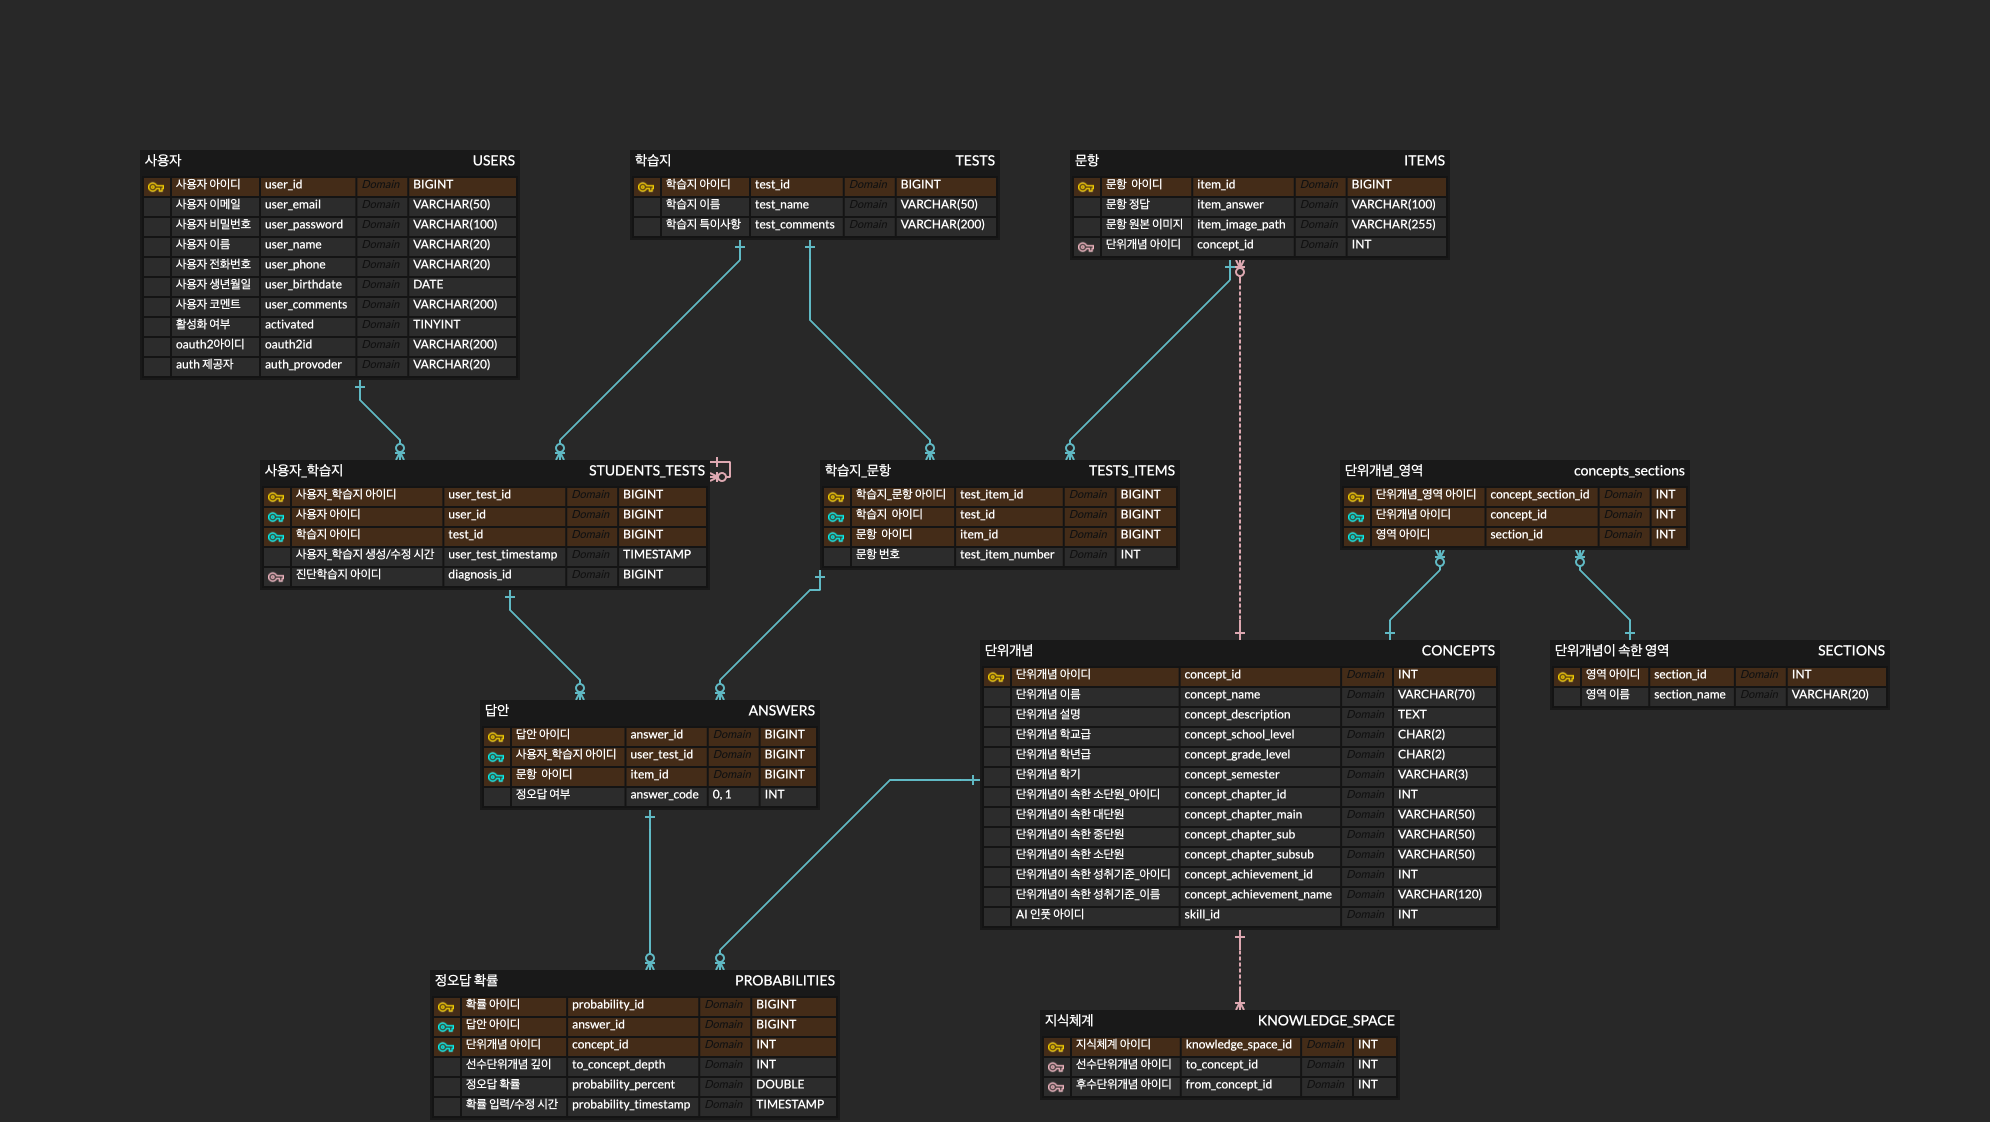 사용자 USERS
사용자 아이디 user_id Domain BIGINT
사용자 이메일 user_email Domain VARCHAR(50)
사용자 비밀번호 user_password Domain VARCHAR(100)
사용자 이름 user_name Domain VARCHAR(20)
사용자 전화번호 user_phone Domain VARCHAR(20)
사용자 생년월일 user_birthdate Domain DATE
사용자 코멘트 user_comments Domain VARCHAR(200)
활성화 여부 activated Domain TINYINT
oauth2아이디 oauth2id Domain VARCHAR(200)
auth 제공자 auth_provoder Domain VARCHAR(20)
학습지 TESTS
학습지 아이디 test_id Domain BIGINT
학습지 이름 test_name Domain VARCHAR(50)
학습지 특이사항 test_comments Domain VARCHAR(200)
문항 ITEMS
문항 아이디 item_id Domain BIGINT
문항 정답 item_answer Domain VARCHAR(100)
문항 원본 이미지 item_image_path Domain VARCHAR(255)
단위개념 아이디 concept_id Domain INT
사용자_학습지 STUDENTS_TESTS
사용자_학습지 아이디 user_test_id Domain BIGINT
사용자 아이디 user_id Domain BIGINT
학습지 아이디 test_id Domain BIGINT
사용자_학습지 생성/수정 시간 user_test_timestamp Domain TIMESTAMP
진단학습지 아이디 diagnosis_id Domain BIGINT
학습지_문항 TESTS_ITEMS
학습지_문항 아이디 test_item_id Domain BIGINT
학습지 아이디 test_id Domain BIGINT
문항 아이디 item_id Domain BIGINT
문항 번호 test_item_number Domain INT
단위개념_영역 concepts_sections
단위개념_영역 아이디 concept_section_id Domain INT
단위개념 아이디 concept_id Domain INT
영역 아이디 section_id Domain INT
답안 ANSWERS
답안 아이디 answer_id Domain BIGINT
사용자_학습지 아이디 user_test_id Domain BIGINT
문항 아이디 item_id Domain BIGINT
정오답 여부 answer_code 0, 1 INT
단위개념 CONCEPTS
단위개념 아이디 concept_id Domain INT
단위개념 이름 concept_name Domain VARCHAR(70)
단위개념 설명 concept_description Domain TEXT
단위개념 학교급 concept_school_level Domain CHAR(2)
단위개념 학년급 concept_grade_level Domain CHAR(2)
단위개념 학기 concept_semester Domain VARCHAR(3)
단위개념이 속한 소단원_아이디 concept_chapter_id Domain INT
단위개념이 속한 대단원 concept_chapter_main Domain VARCHAR(50)
단위개념이 속한 중단원 concept_chapter_sub Domain VARCHAR(50)
단위개념이 속한 소단원 concept_chapter_subsub Domain VARCHAR(50)
단위개념이 속한 성취기준_아이디 concept_achievement_id Domain INT
단위개념이 속한 성취기준_이름 concept_achievement_name Domain VARCHAR(120)
AI 인풋 아이디 skill_id Domain INT
단위개념이 속한 영역 SECTIONS
영역 아이디 section_id Domain INT
영역 이름 section_name Domain VARCHAR(20)
정오답 확률 PROBABILITIES
확률 아이디 probability_id Domain BIGINT
답안 아이디 answer_id Domain BIGINT
단위개념 아이디 concept_id Domain INT
선수단위개념 깊이 to_concept_depth Domain INT
정오답 확률 probability_percent Domain DOUBLE
확률 입력/수정 시간 probability_timestamp Domain TIMESTAMP
지식체계 KNOWLEDGE_SPACE
지식체계 아이디 knowledge_space_id Domain INT
선수단위개념 아이디 to_concept_id Domain INT
후수단위개념 아이디 from_concept_id Domain INT